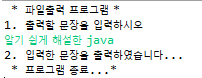 * 파일출력 프로그램 *
1. 출력할 문장을 입력하시오
알기 쉽게 해설한 java
2. 입력한 문장을 출력하였습니다...
* 프로그램 종료...*